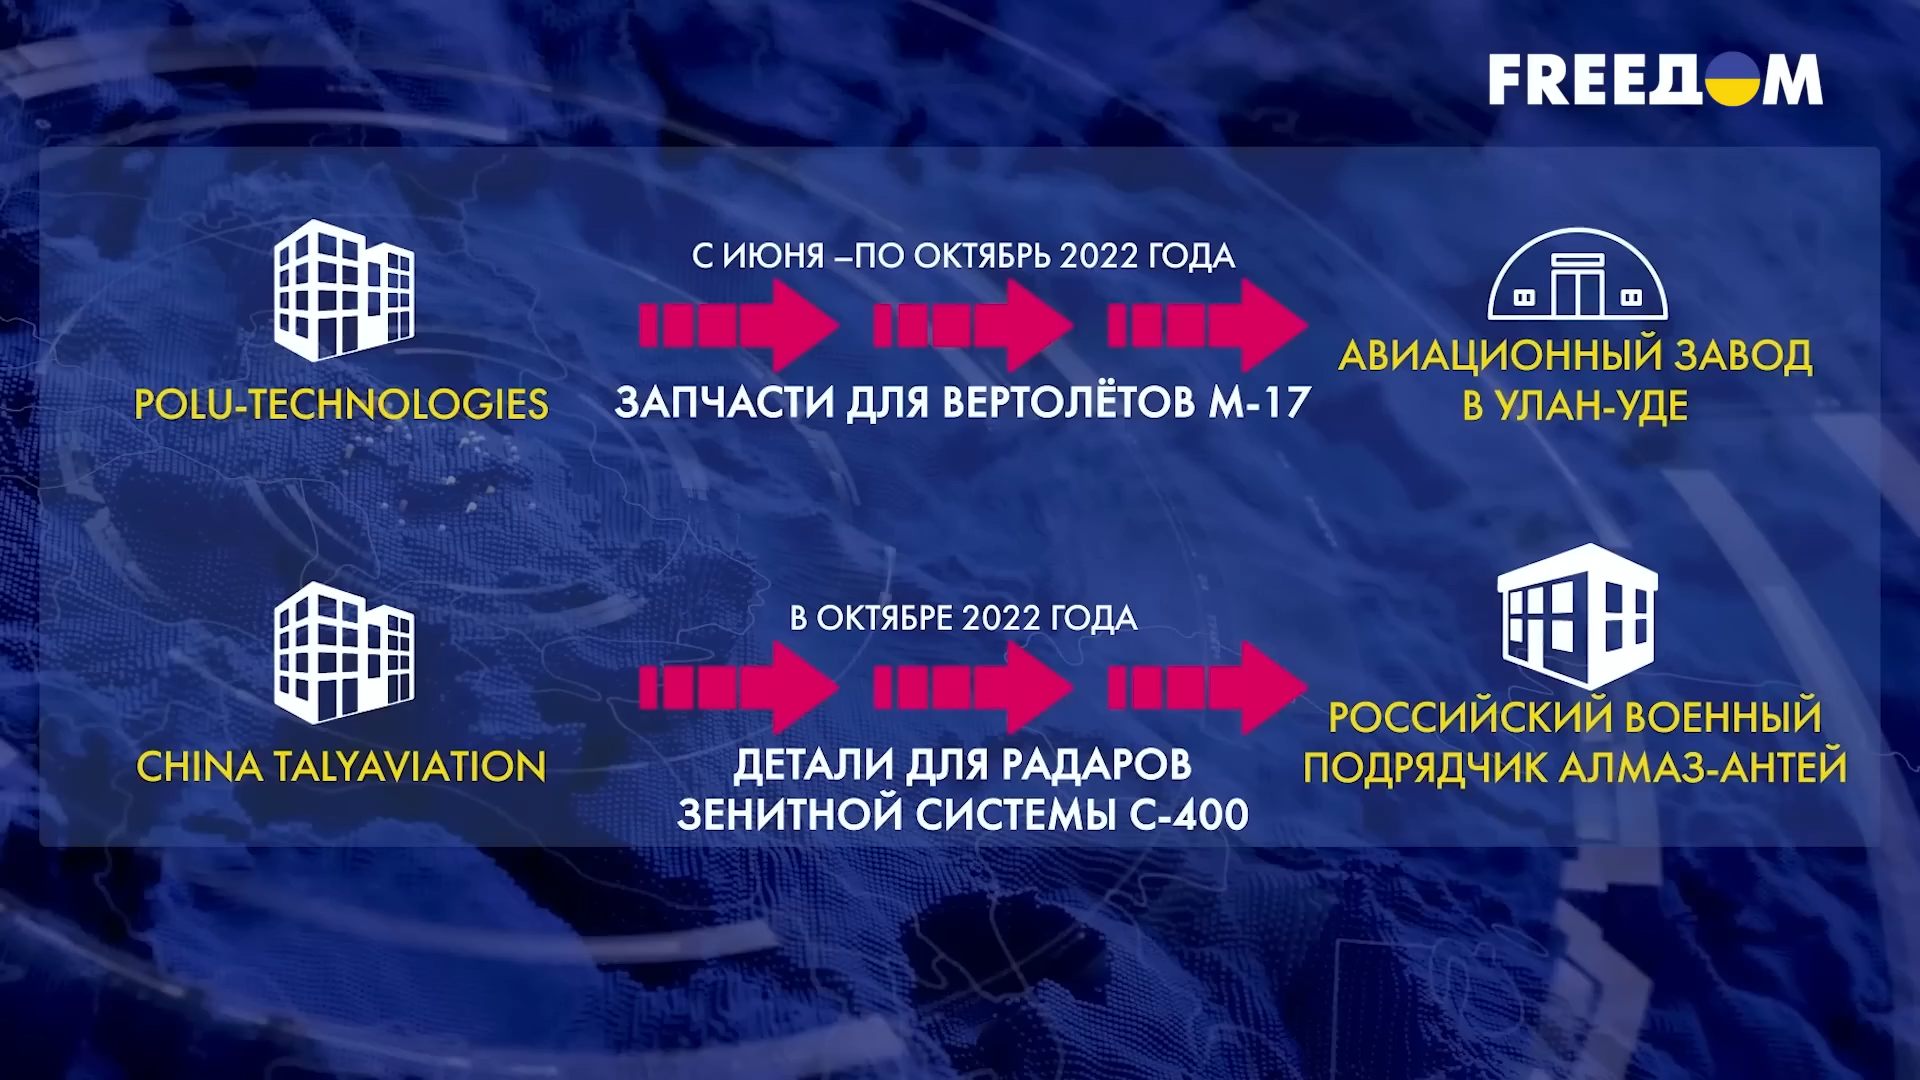 FREEДOM
С ИЮНЯ –ПО ОКТЯБРЬ 2022 ГОДА
POLU-TECHNOLOGIES
ЗАПЧАСТИ ДЛЯ ВЕРТОЛЁТОВ М-17
АВИАЦИОННЫЙ ЗАВОД
В УЛАН-УДЕ
В ОКТЯБРЕ 2022 ГОДА
CHINA TALYAVIATION
ДЕТАЛИ ДЛЯ РАДАРОВ
ЗЕНИТНОЙ СИСТЕМЫ С-400
РОССИЙСКИЙ ВОЕННЫЙ
ПОДРЯДЧИК АЛМАЗ-АНТЕЙ